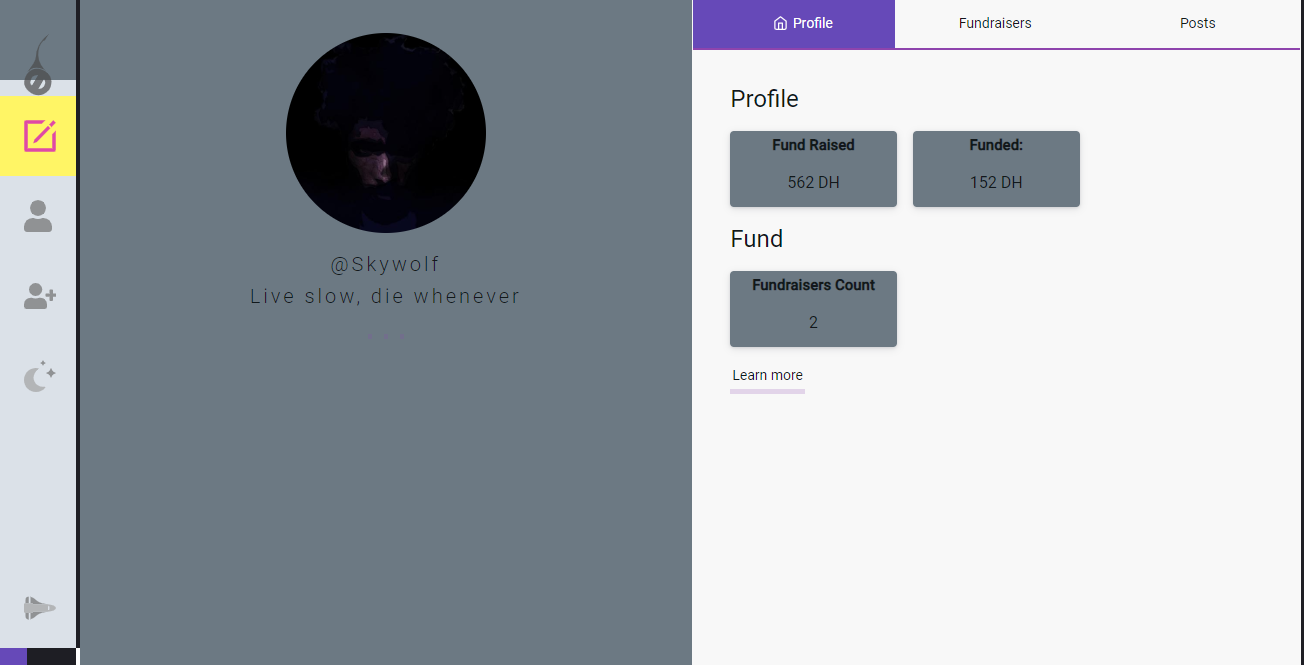 @Skywolf
Live slow, die whenever
Profile
Fundraisers
Posts
Profile
Fund Raised
562 DH
Funded:
152 DH
Fund
Fundraisers Count
2
Learn more